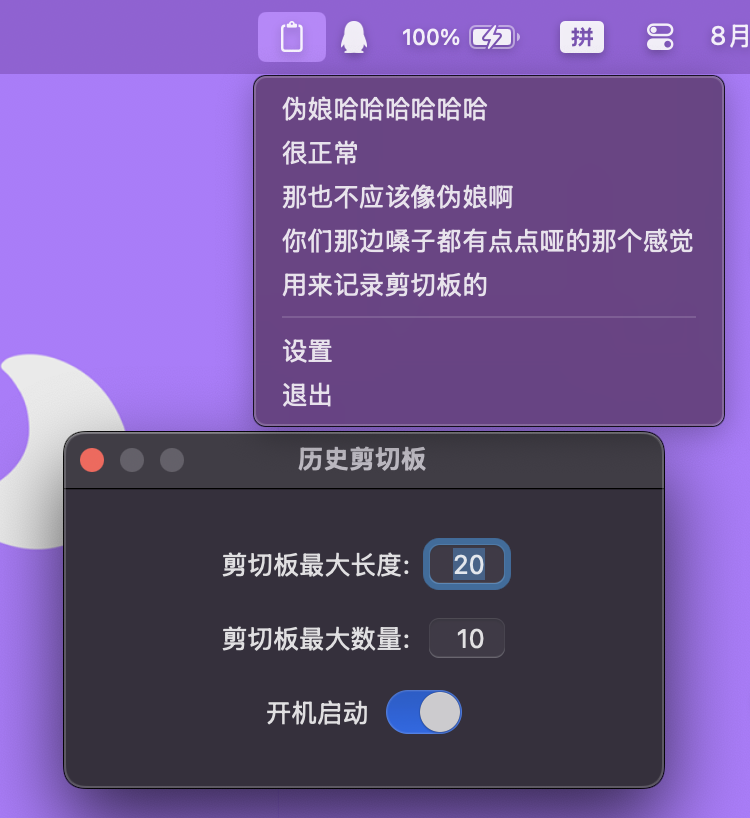 100% 拼 8月
伪娘哈哈哈哈哈哈
很正常
那也不应该像伪娘啊
你们那边嗓子都有点点哑的那个感觉
用来记录剪切板的
设置
退出
历史剪切板
剪切板最大长度: 20
剪切板最大数量: 10
开机启动